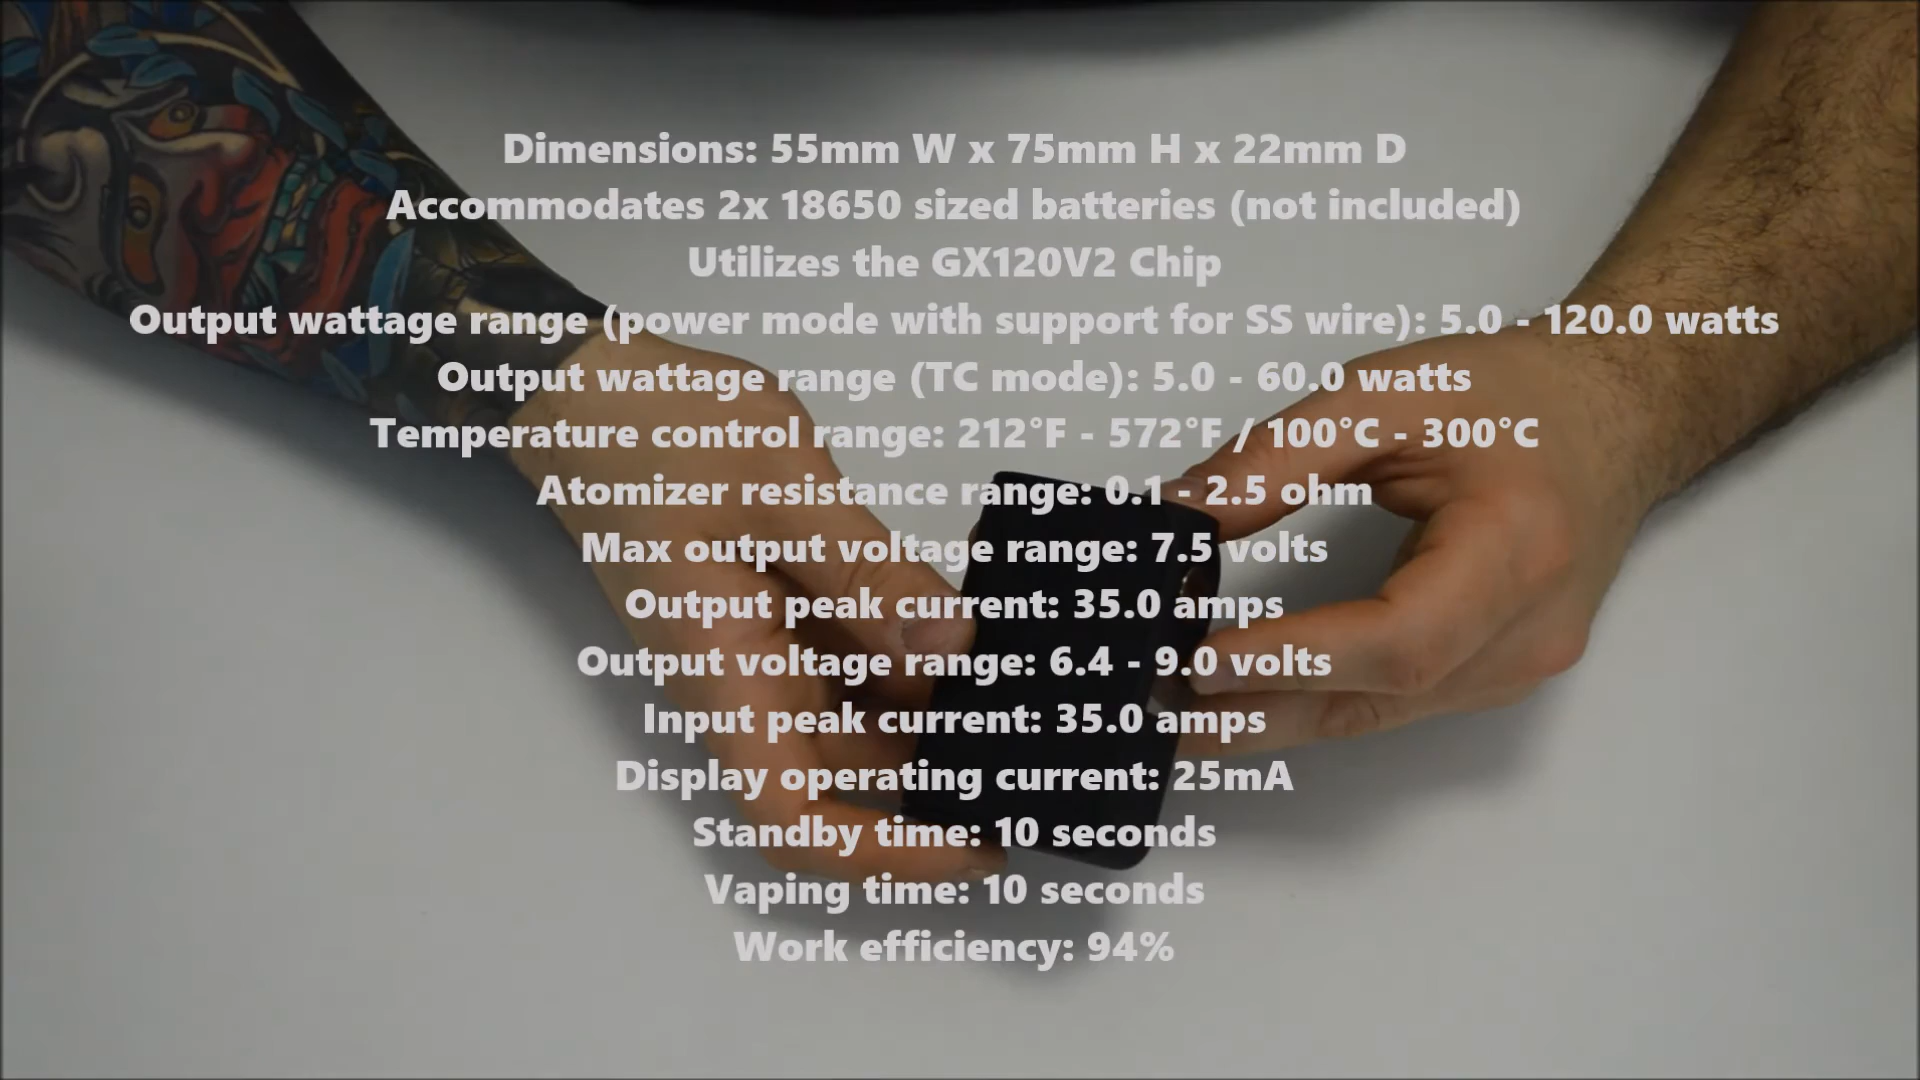 Dimensions: 55mm W x 75mm H x 22mm D
Accommodates 2x 18650 sized batteries (not included)
Utilizes the GX120V2 Chip
Output wattage range (power mode with support for SS wire): 5.0 - 120.0 watts
Output wattage range (TC mode): 5.0 - 60.0 watts
Temperature control range: 212°F - 572°F / 100°C - 300°C
Atomizer resistance range: 0.1 - 2.5 ohm
Max output voltage range: 7.5 volts
Output peak current: 35.0 amps
Output voltage range: 6.4 - 9.0 volts
Input peak current: 35.0 amps
Display operating current: 25mA
Standby time: 10 seconds
Vaping time: 10 seconds
Work efficiency: 94%